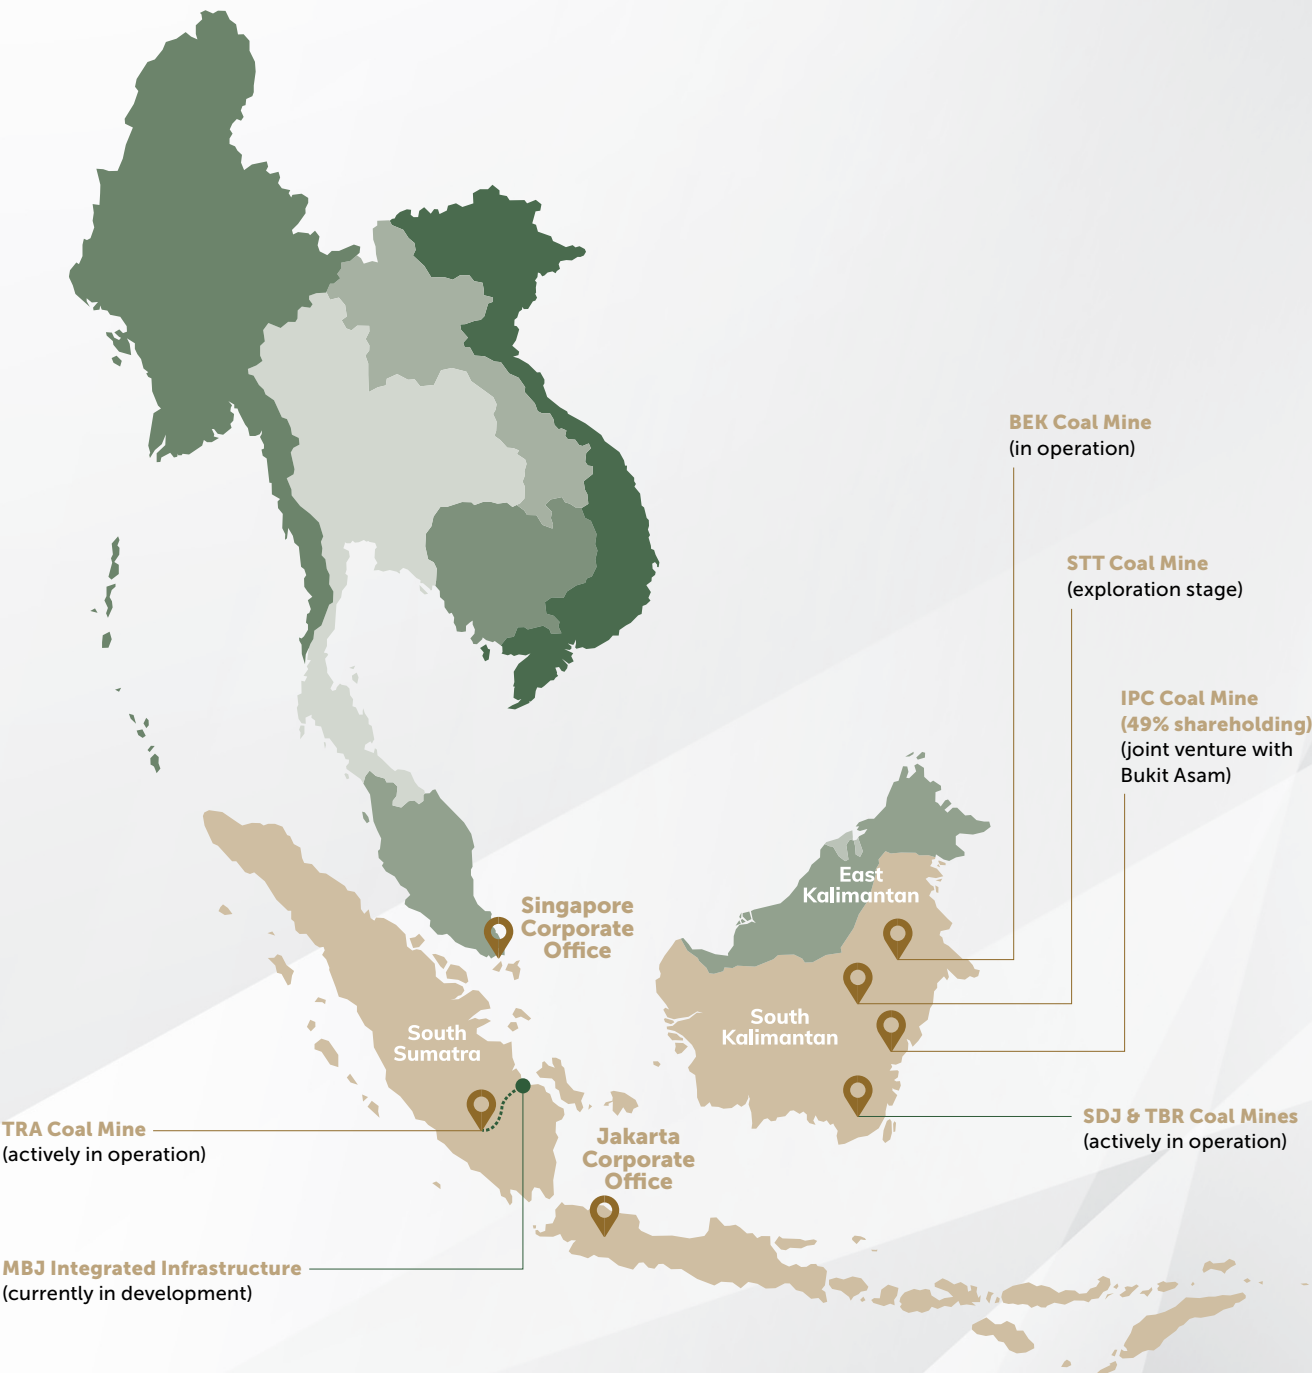 BEK Coal Mine
(in operation)
STT Coal Mine
(exploration stage)
IPC Coal Mine
(49% shareholding)
(joint venture with
Bukit Asam)
East
Kalimantan
Singapore
Corporate
Office
South
Kalimantan
South
Sumatra
SDJ & TBR Coal Mines
(actively in operation)
TRA Coal Mine
(actively in operation)
Jakarta
Corporate
Office
MBJ Integrated Infrastructure
(currently in development)